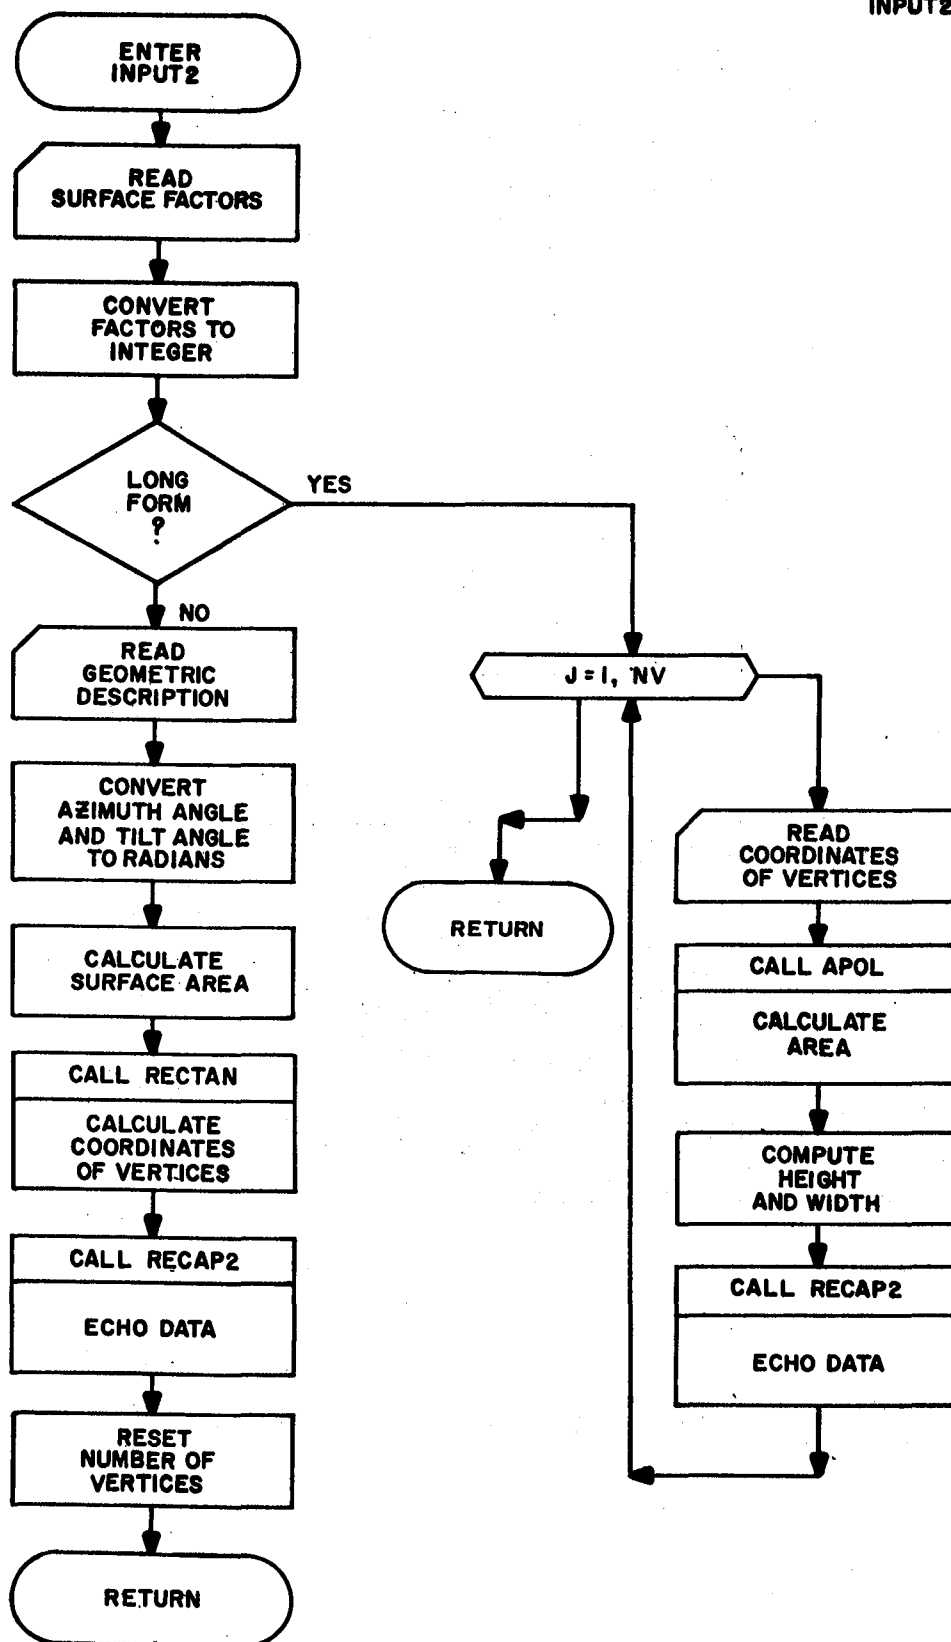 INPUT2
ENTER
INPUT2
READ
SURFACE FACTORS
CONVERT
FACTORS TO
INTEGER
LONG
FORM
?
YES
NO
READ
GEOMETRIC
DESCRIPTION
CONVERT
AZIMUTH ANGLE
AND TILT ANGLE
TO RADIANS
CALCULATE
SURFACE AREA
CALL RECTAN
CALCULATE
COORDINATES
OF VERTICES
CALL RECAP2
ECHO DATA
RESET
NUMBER OF
VERTICES
RETURN
J = 1, NV
RETURN
READ
COORDINATES
OF VERTICES
CALL APOL
CALCULATE
AREA
COMPUTE
HEIGHT
AND WIDTH
CALL RECAP2
ECHO DATA